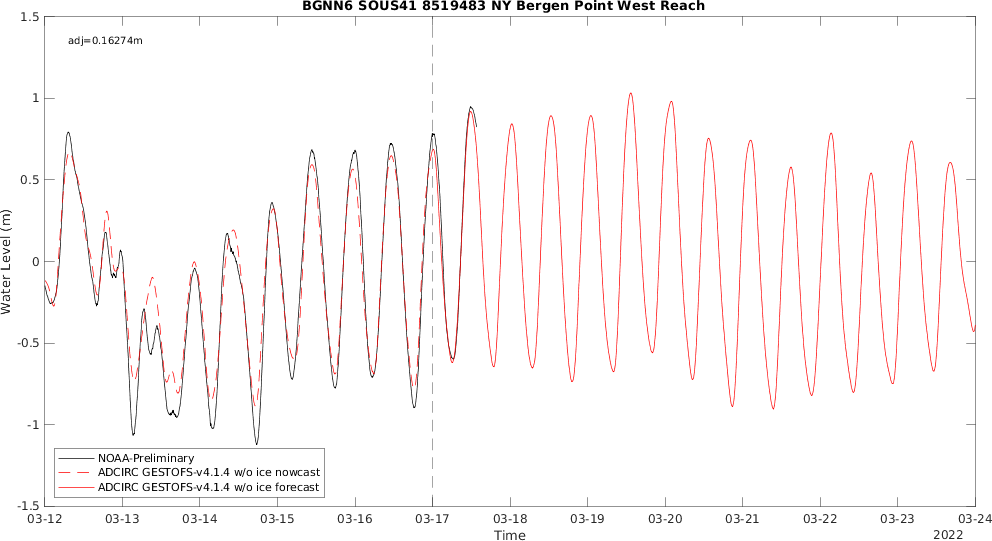 BGNN6 SOUS41 8519483 NY Bergen Point West Reach
adj=0.16274m
1.5
1
0.5
0
-0.5
-1
-1.5
Water Level (m)
NOAA-Preliminary
ADCIRC GESTOFS-v4.1.4 w/o ice nowcast
ADCIRC GESTOFS-v4.1.4 w/o ice forecast
03-12 03-13 03-14 03-15 03-16 03-17 03-18 03-19 03-20 03-21 03-22 03-23 03-24
Time
2022